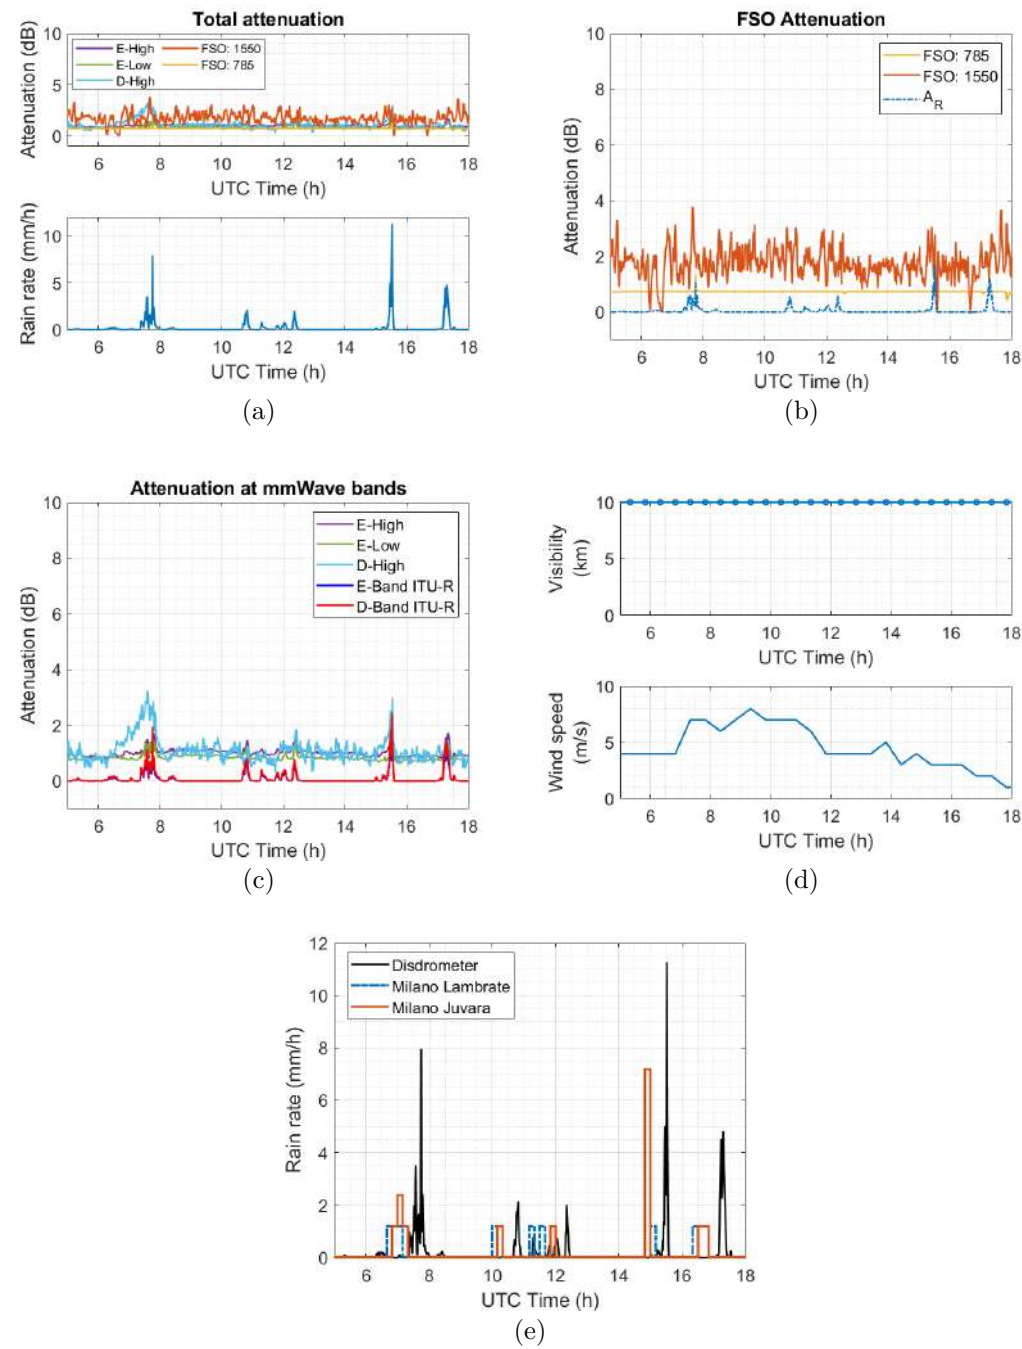 Total attenuation
Attenuation (dB)
10
5
0
E-High
E-Low
D-High
FSO: 1550
FSO: 785
6 8 10 12 14 16 18
UTC Time (h)
Rain rate (mm/h)
10
5
0
6 8 10 12 14 16 18
UTC Time (h)
(a)
FSO Attenuation
Attenuation (dB)
10
8
6
4
2
0
FSO: 785
FSO: 1550
A_R
6 8 10 12 14 16 18
UTC Time (h)
(b)
Attenuation at mmWave bands
Attenuation (dB)
10
8
6
4
2
0
E-High
E-Low
D-High
E-Band ITU-R
D-Band ITU-R
6 8 10 12 14 16 18
UTC Time (h)
(c)
Visibility
(km)
10
5
0
6 8 10 12 14 16 18
UTC Time (h)
Wind speed
(m/s)
10
5
0
6 8 10 12 14 16 18
UTC Time (h)
(d)
Rain rate (mm/h)
12
10
8
6
4
2
0
Disdrometer
Milano Lambrate
Milano Juvara
6 8 10 12 14 16 18
UTC Time (h)
(e)